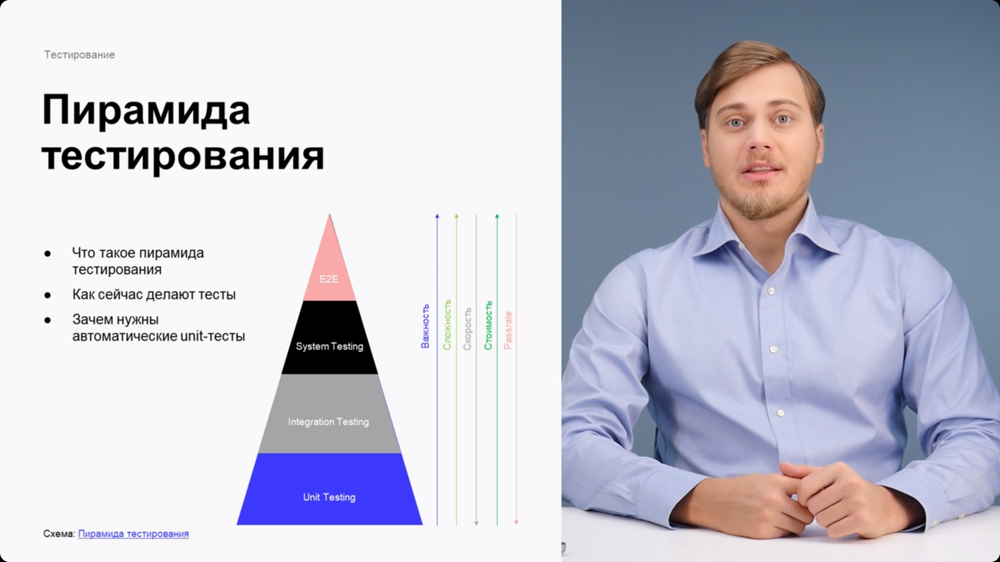 Тестирование
Пирамида
тестирования
● Что такое пирамида
тестирования
● Как сейчас делают тесты
● Зачем нужны
автоматические unit-тесты
E2E
System Testing
Integration Testing
Unit Testing
Важность
Сложность
Скорость
Стоимость
Passrate
Схема: Пирамида тестирования